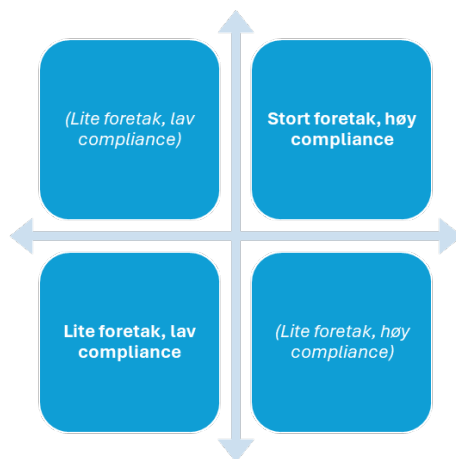 (Lite foretak, lav
compliance)
Stort foretak, høy
compliance
Lite foretak, lav
compliance
(Lite foretak, høy
compliance)